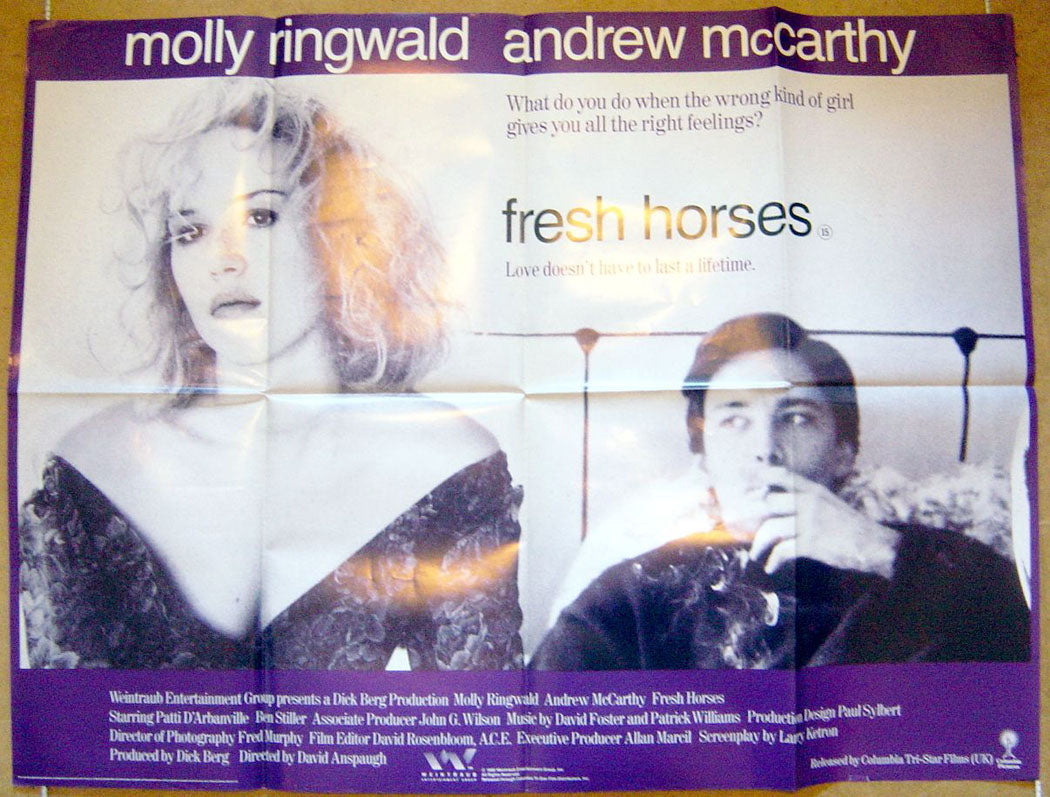 molly ringwald andrew mccarthy
What do you do when the wrong kind of girl
gives you all the right feelings?
fresh horses 15
Love doesn't have to last a lifetime.
Weintraub Entertainment Group presents a Dick Berg Production Molly Ringwald Andrew McCarthy Fresh Horses
Starring Patti D'Arbanville Ben Stiller Associate Producer John G. Wilson Music by David Foster and Patrick Williams Production Design Paul Sylbert
Director of Photography Fred Murphy Film Editor David Rosenbloom, A.C.E. Executive Producer Allan Marcil Screenplay by Larry Ketron
Produced by Dick Berg Directed by David Anspaugh
WEINTRAUB
ENTERTAINMENT GROUP
Released by Columbia Tri-Star Films (UK)